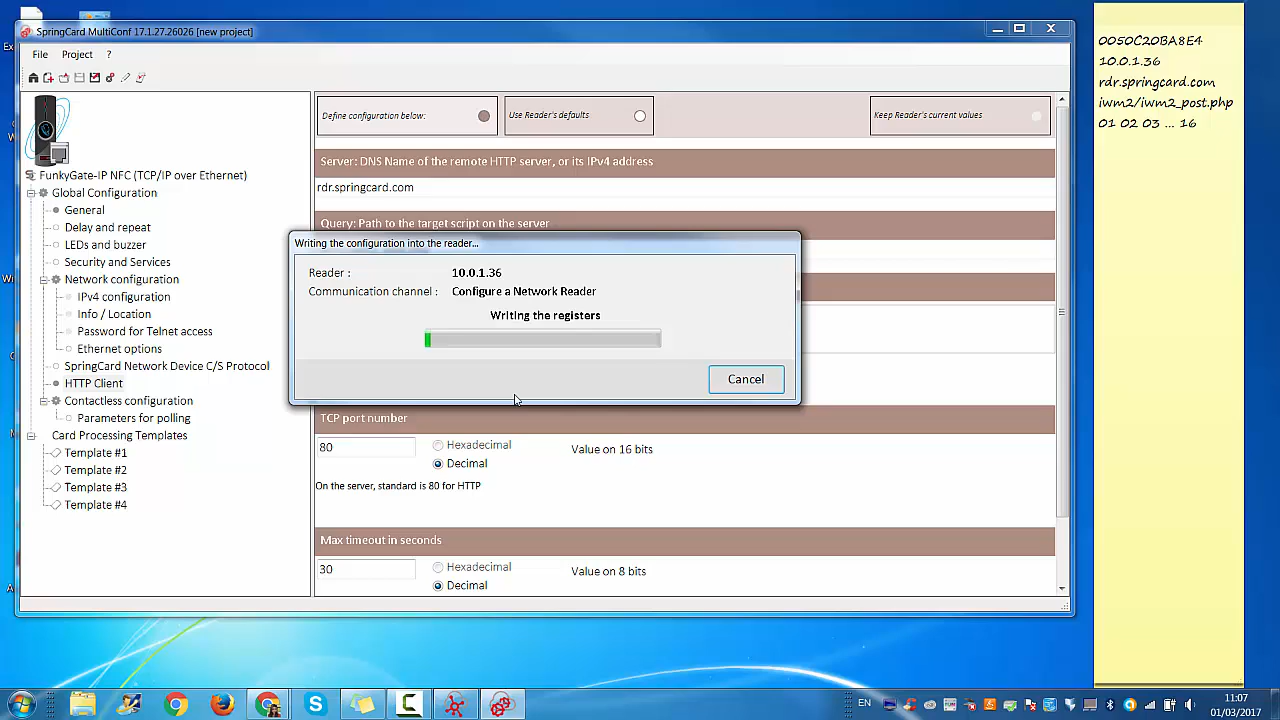 SpringCard MultiConf 17.1.27.26026 [new project]
File Project ?
FunkyGate-IP NFC (TCP/IP over Ethernet)
Global Configuration
General
Delay and repeat
LEDs and buzzer
Security and Services
Network configuration
IPv4 configuration
Info / Location
Password for Telnet access
Ethernet options
SpringCard Network Device C/S Protocol
HTTP Client
Contactless configuration
Parameters for polling
Card Processing Templates
Template #1
Template #2
Template #3
Template #4
Define configuration below:
Use Reader's defaults
Keep Reader's current values
Server: DNS Name of the remote HTTP server, or its IPv4 address
rdr.springcard.com
Query: Path to the target script on the server
Writing the configuration into the reader...
Reader : 10.0.1.36
Communication channel : Configure a Network Reader
Writing the registers
Cancel
TCP port number
80
Hexadecimal
Decimal
Value on 16 bits
On the server, standard is 80 for HTTP
Max timeout in seconds
30
Hexadecimal
Decimal
Value on 8 bits
0050C20BA8E4
10.0.1.36
rdr.springcard.com
iwm2/iwm2_post.php
01 02 03 ... 16
EN
11:07
01/03/2017